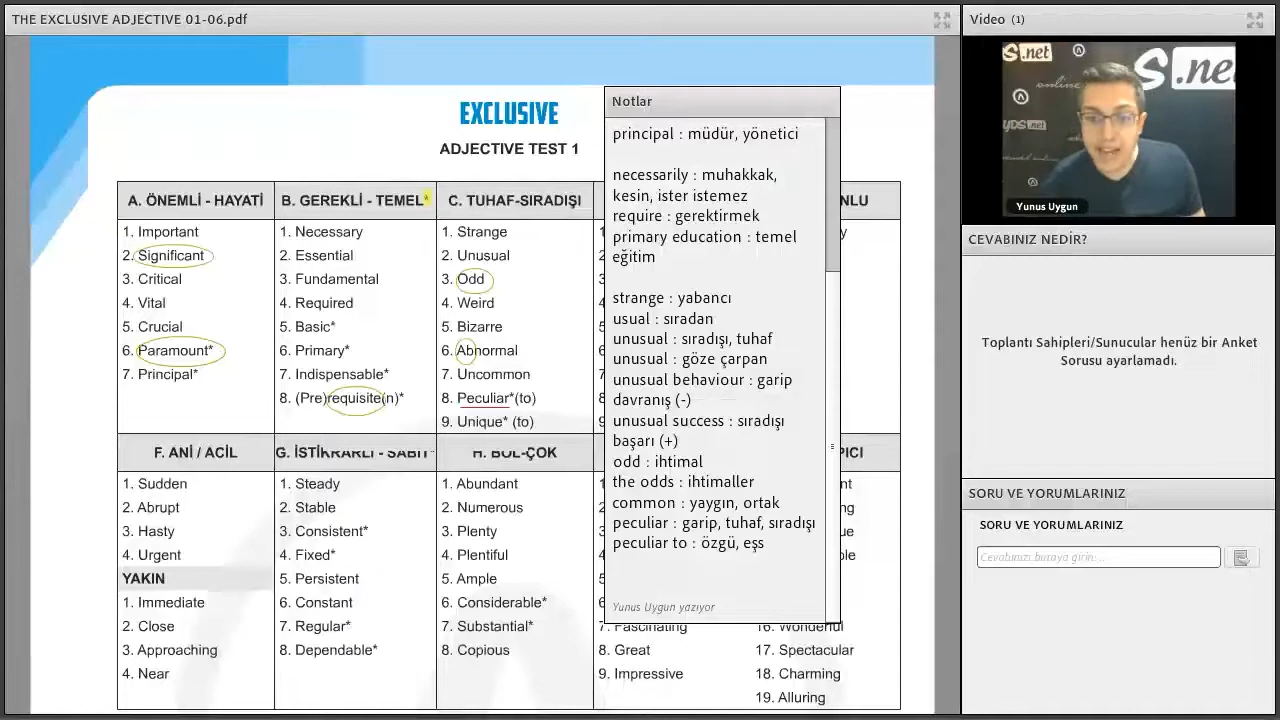 THE EXCLUSIVE ADJECTIVE 01-06.pdf
EXCLUSIVE
ADJECTIVE TEST 1
A. ÖNEMLİ - HAYATİ
1. Important
2. Significant
3. Critical
4. Vital
5. Crucial
6. Paramount*
7. Principal*
B. GEREKLİ - TEMEL*
1. Necessary
2. Essential
3. Fundamental
4. Required
5. Basic*
6. Primary*
7. Indispensable*
8. (Pre)requisite(n)*
C. TUHAF-SIRADIŞI
1. Strange
2. Unusual
3. Odd
4. Weird
5. Bizarre
6. Abnormal
7. Uncommon
8. Peculiar*(to)
9. Unique* (to)
F. ANİ / ACİL
1. Sudden
2. Abrupt
3. Hasty
4. Urgent
YAKIN
1. Immediate
2. Close
3. Approaching
4. Near
G. İSTİKRARLI - SABİT*
1. Steady
2. Stable
3. Consistent*
4. Fixed*
5. Persistent
6. Constant
7. Regular*
8. Dependable*
H. BOL-ÇOK
1. Abundant
2. Numerous
3. Plenty
4. Plentiful
5. Ample
6. Considerable*
7. Substantial*
8. Copious
7. Fascinating
8. Great
9. Impressive
16. Wonderful
17. Spectacular
18. Charming
19. Alluring
Notlar
principal : müdür, yönetici
necessarily : muhakkak,
kesin, ister istemez
require : gerektirmek
primary education : temel
eğitim
strange : yabancı
usual : sıradan
unusual : sıradışı, tuhaf
unusual : göze çarpan
unusual behaviour : garip
davranış (-)
unusual success : sıradışı
başarı (+)
odd : ihtimal
the odds : ihtimaller
common : yaygın, ortak
peculiar : garip, tuhaf, sıradışı
peculiar to : özgü, eşs
Yunus Uygun yazıyor
Video (1)
S.net
online
S.net
YDS.net
Yunus Uygun
CEVABINIZ NEDİR?
Toplantı Sahipleri/Sunucular henüz bir Anket
Sorusu ayarlamadı.
SORU VE YORUMLARINIZ
SORU VE YORUMLARINIZ
Cevabınızı buraya girin...